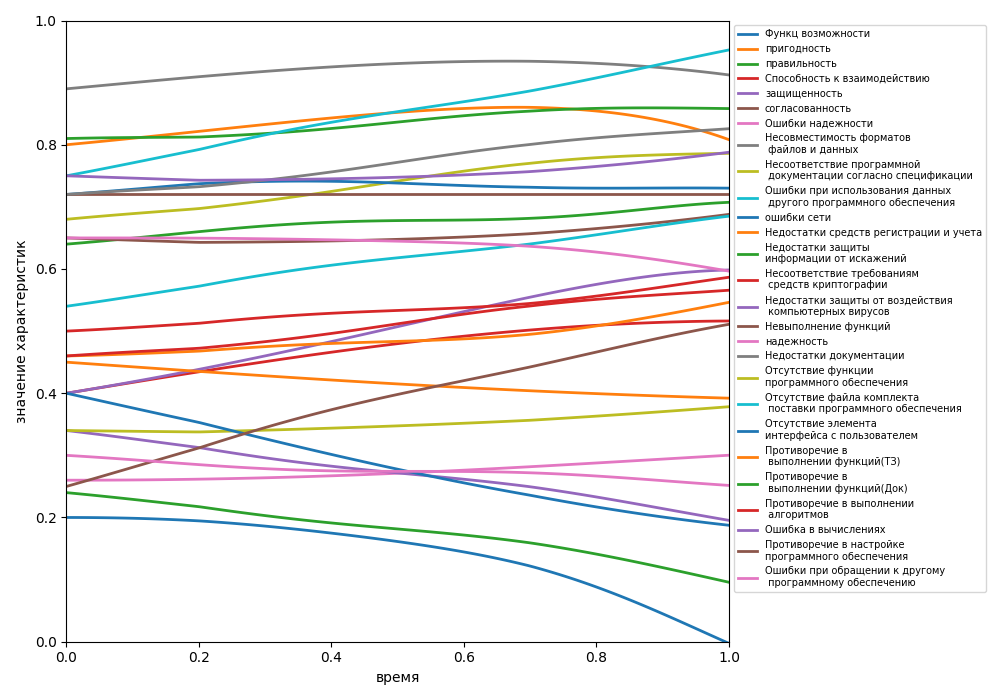 1.0
0.8
0.6
0.4
0.2
0.0
значение характеристик
0.0 0.2 0.4 0.6 0.8 1.0
время
Функц возможности
пригодность
правильность
Способность к взаимодействию
защищенность
согласованность
Ошибки надежности
Несовместимость форматов
файлов и данных
Несоответствие программной
документации согласно спецификации
Ошибки при использования данных
другого программного обеспечения
ошибки сети
Недостатки средств регистрации и учета
Недостатки защиты
информации от искажений
Несоответствие требованиям
средств криптографии
Недостатки защиты от воздействия
компьютерных вирусов
Невыполнение функций
надежность
Недостатки документации
Отсутствие функции
программного обеспечения
Отсутствие файла комплекта
поставки программного обеспечения
Отсутствие элемента
интерфейса с пользователем
Противоречие в
выполнении функций(ТЗ)
Противоречие в
выполнении функций(Док)
Противоречие в выполнении
алгоритмов
Ошибка в вычислениях
Противоречие в настройке
программного обеспечения
Ошибки при обращении к другому
программному обеспечению